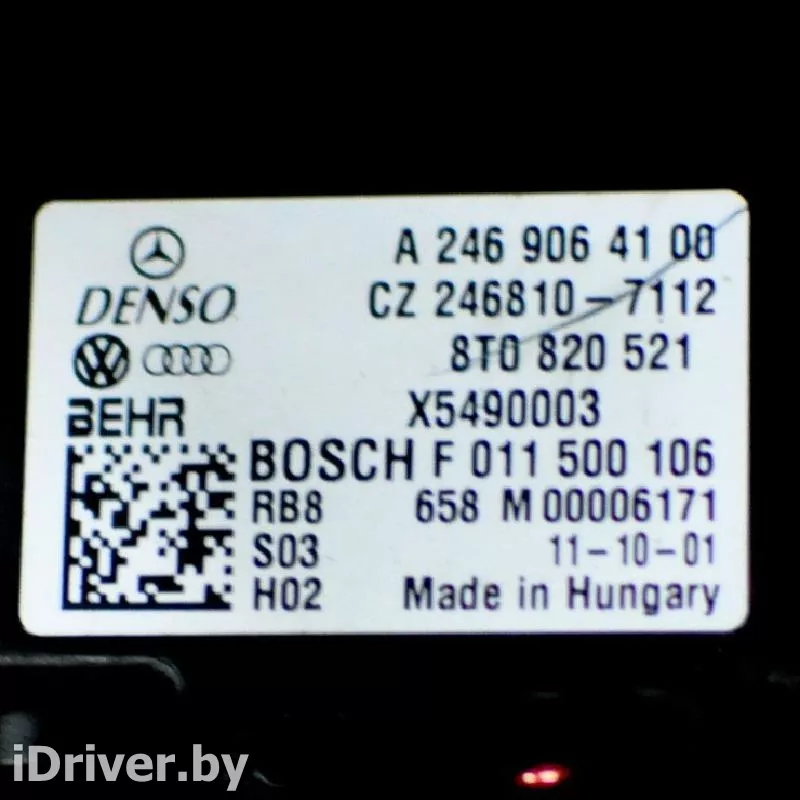 A 246 906 41 00
DENSO CZ 246810-7112
8T0 820 521
BEHR X5490003
BOSCH F 011 500 106
RB8 658 M 00006171
S03 11-10-01
H02 Made in Hungary
iDriver.by